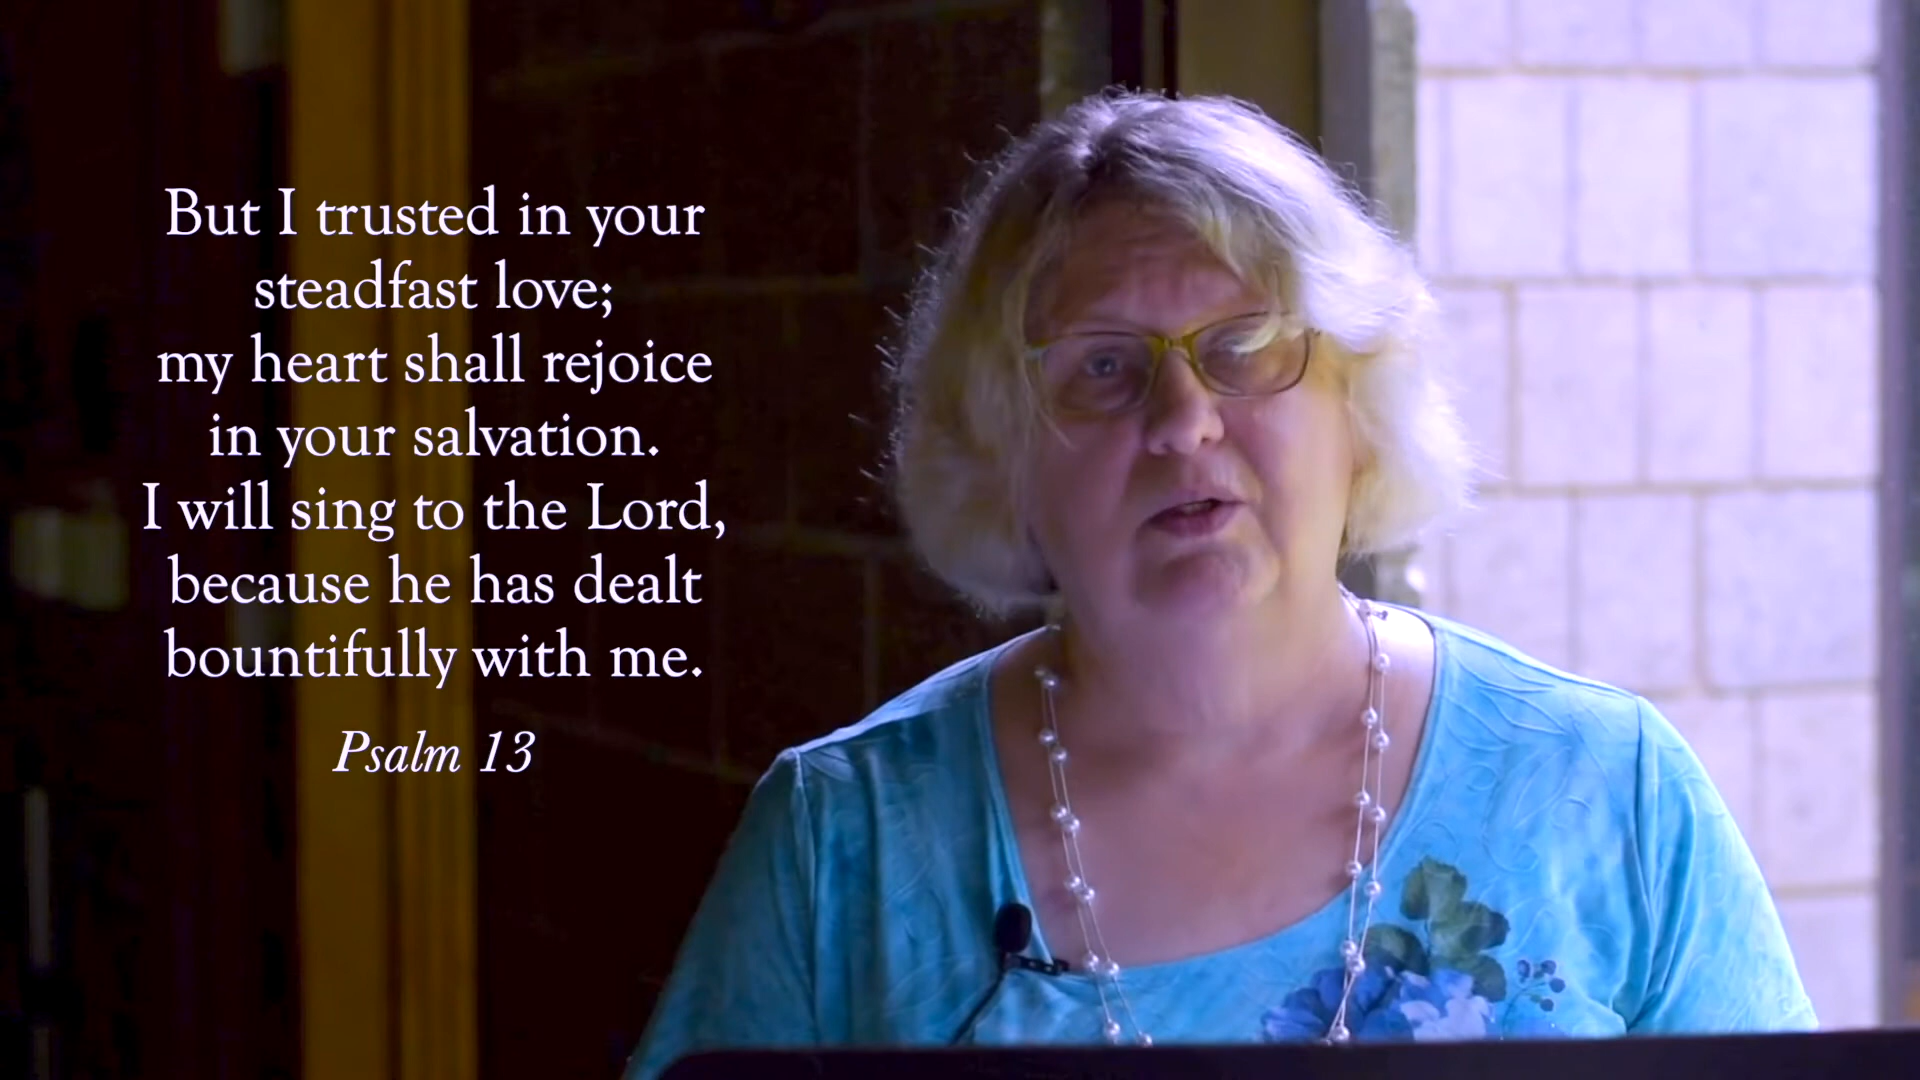 But I trusted in your
steadfast love;
my heart shall rejoice
in your salvation.
I will sing to the Lord,
because he has dealt
bountifully with me.
Psalm 13